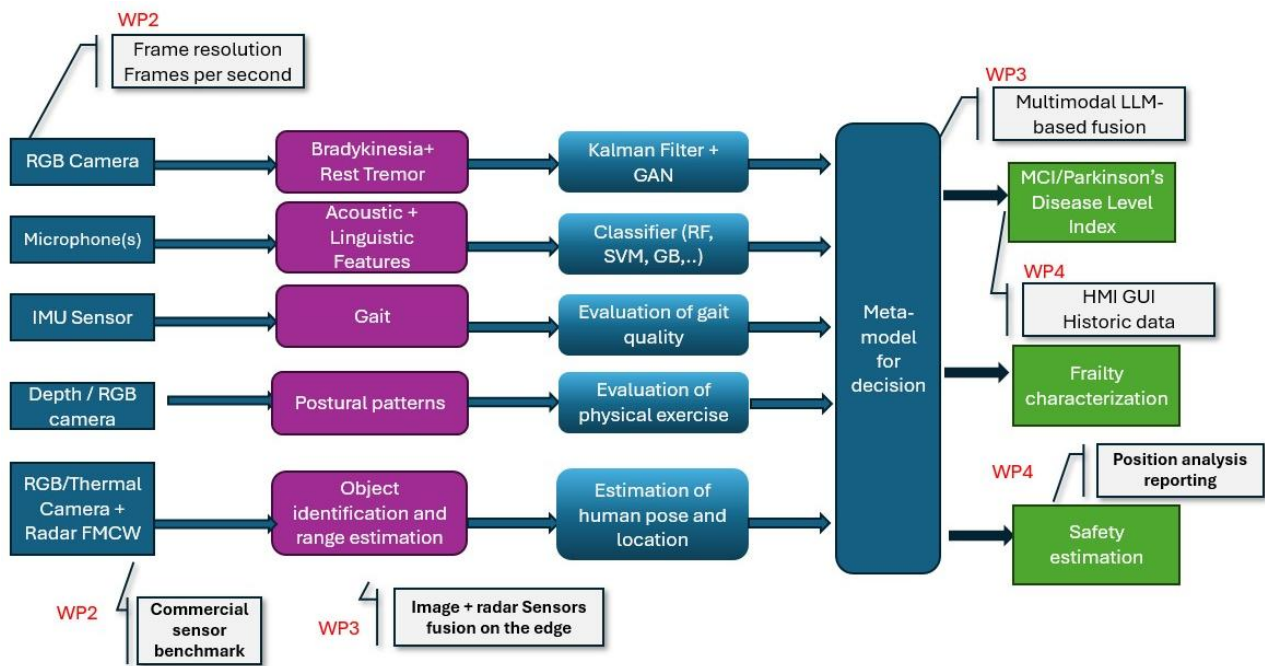 WP2
Frame resolution
Frames per second
RGB Camera
Bradykinesia+
Rest Tremor
Kalman Filter +
GAN
WP3
Multimodal LLM-
based fusion
Microphone(s)
Acoustic +
Linguistic
Features
Classifier (RF,
SVM, GB,..)
MCI/Parkinson's
Disease Level
Index
IMU Sensor
Gait
Evaluation of gait
quality
Meta-
model
for
decision
WP4
HMI GUI
Historic data
Depth / RGB
camera
Postural patterns
Evaluation of
physical exercise
Frailty
characterization
RGB/Thermal
Camera +
Radar FMCW
Object
identification and
range estimation
Estimation of
human pose and
location
WP4
Position analysis
reporting
Safety
estimation
WP2
Commercial
sensor
benchmark
WP3
Image + radar Sensors
fusion on the edge